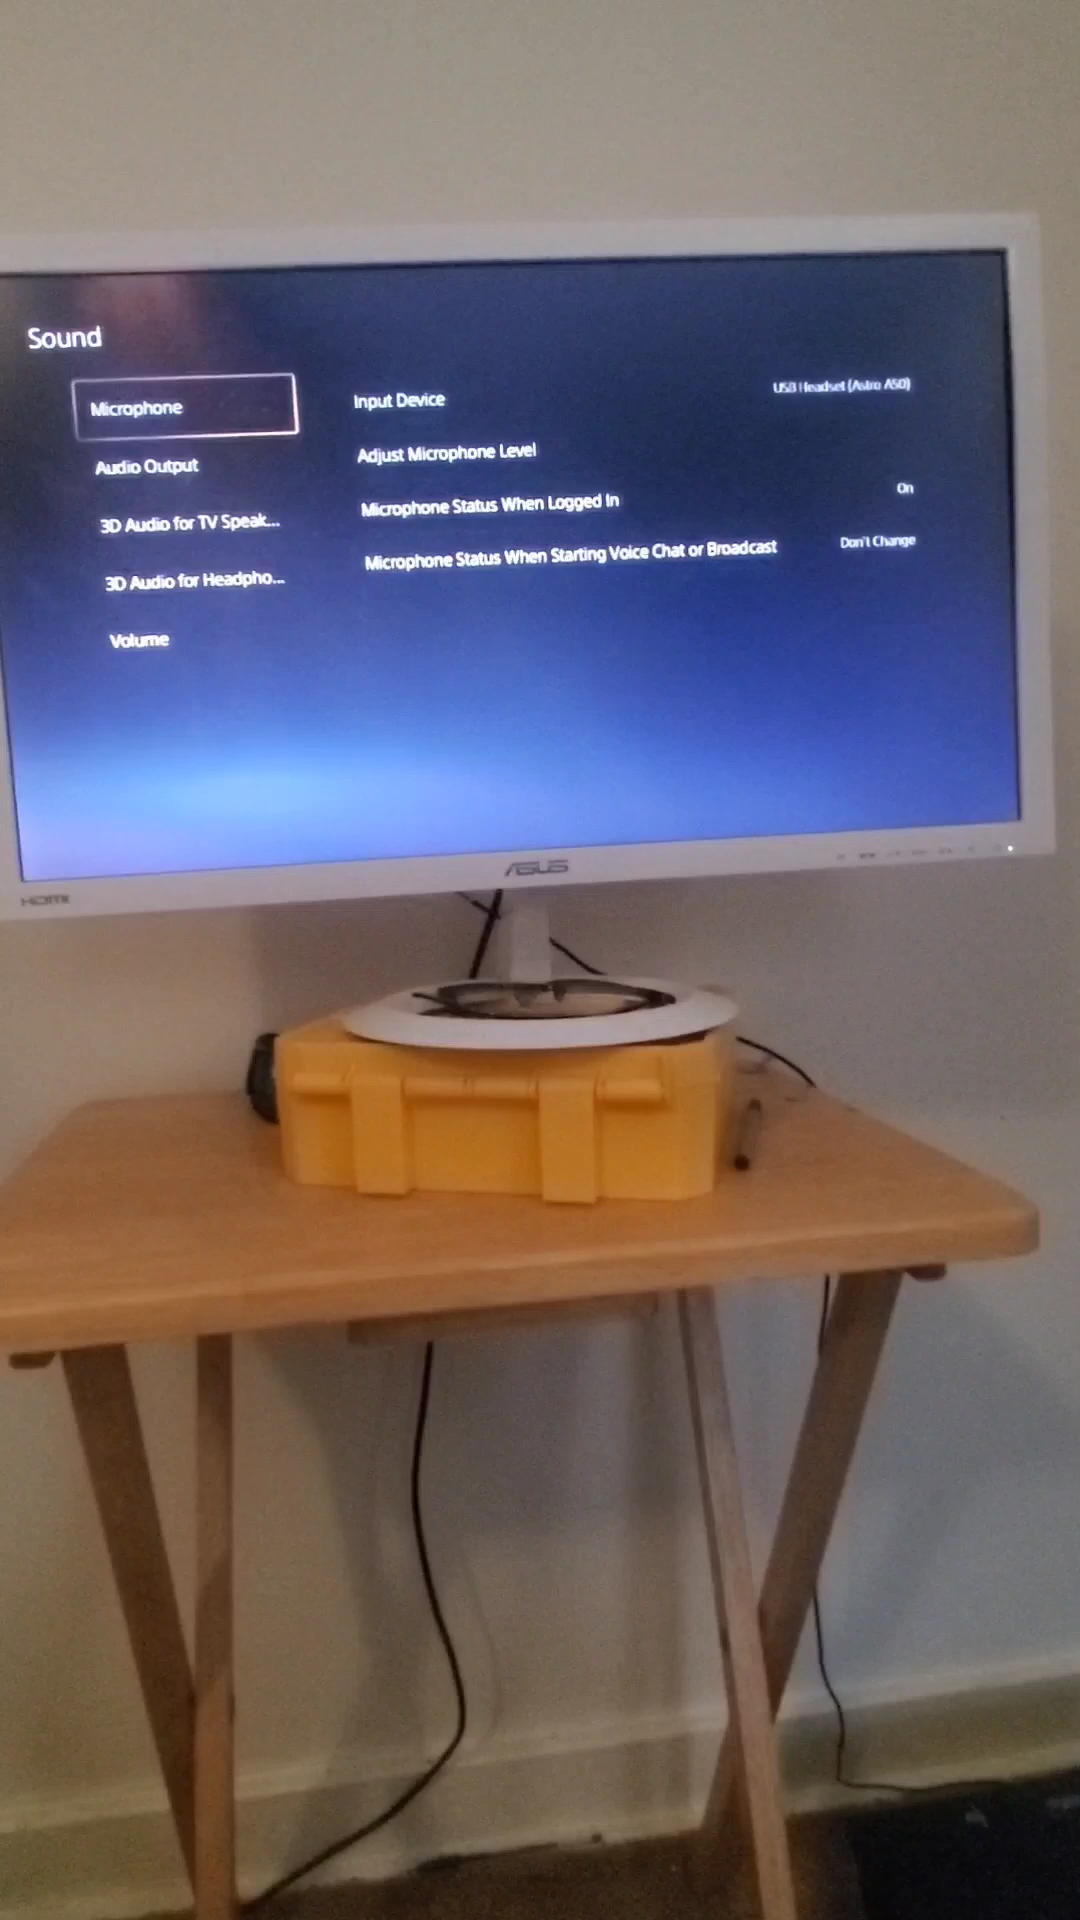 Sound
Microphone
Audio Output
3D Audio for TV Speak...
3D Audio for Headpho...
Volume
Input Device
USB Headset (Astro A50)
Adjust Microphone Level
Microphone Status When Logged In
On
Microphone Status When Starting Voice Chat or Broadcast
Don't Change
ASUS
HDMI